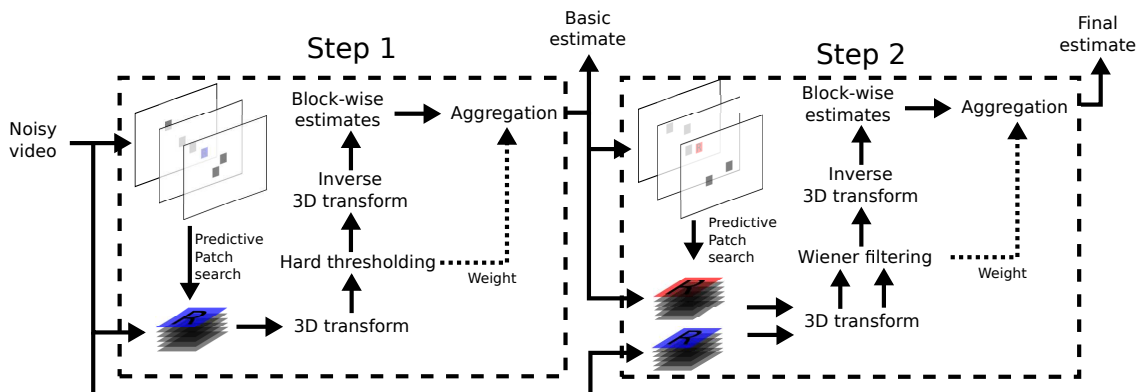 Step 1
Noisy
video
Predictive
Patch
search
R
3D transform
Hard thresholding
Inverse
3D transform
Block-wise
estimates
Aggregation
Weight
Basic
estimate
Step 2
Predictive
Patch
search
R
R
3D transform
Wiener filtering
Inverse
3D transform
Block-wise
estimates
Aggregation
Weight
Final
estimate